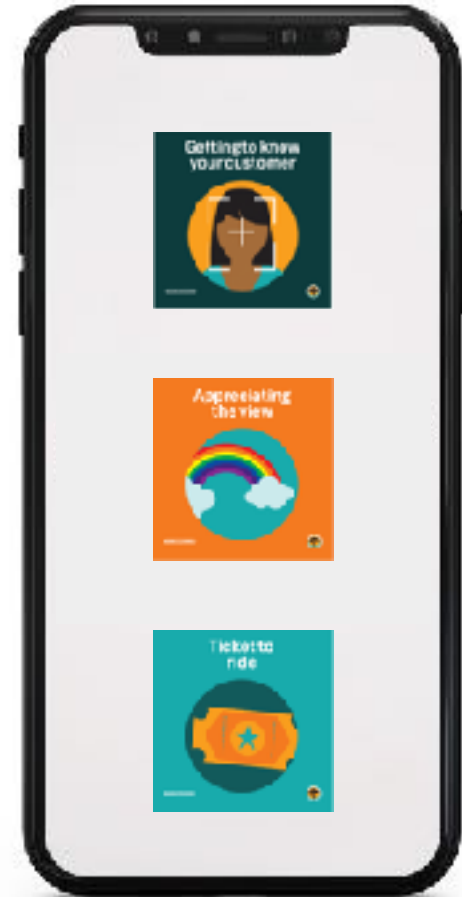 Getting to know
your customer
Appreciating
the view
Ticket to
ride